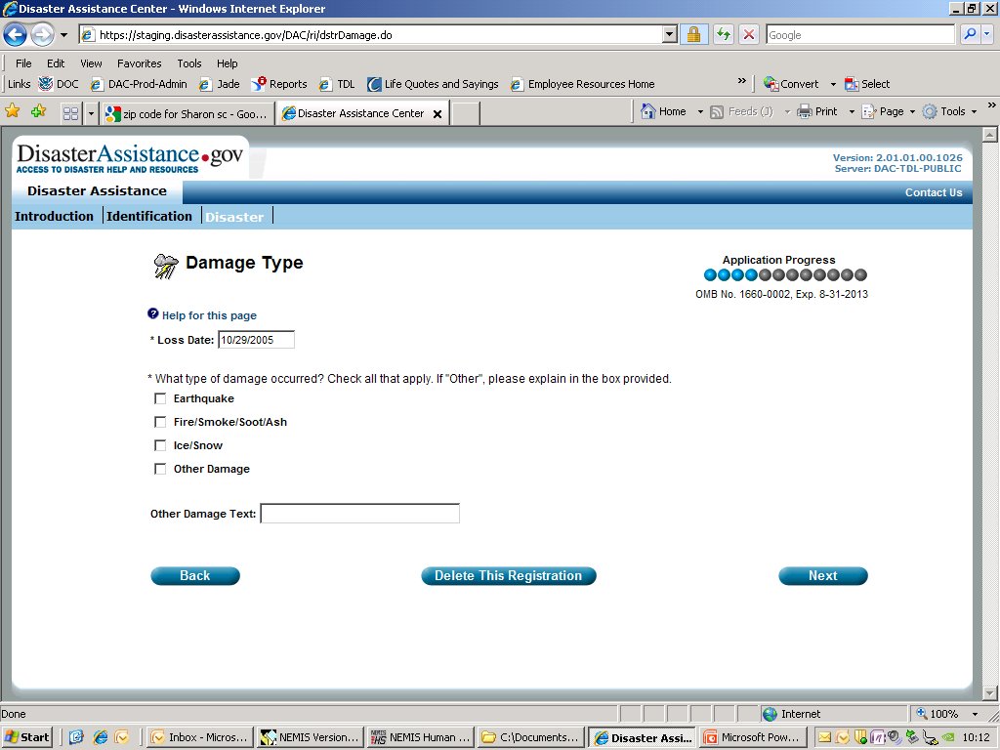 Disaster Assistance Center - Windows Internet Explorer
https://staging.disasterassistance.gov/DAC/ri/dstrDamage.do
Google
File Edit View Favorites Tools Help
Links DOC DAC-Prod-Admin Jade Reports TDL Life Quotes and Sayings Employee Resources Home » Convert Select
zip code for Sharon sc - Goo... Disaster Assistance Center Home Feeds (J) Print Page Tools »
DisasterAssistance.gov
ACCESS TO DISASTER HELP AND RESOURCES
Version: 2.01.01.00.1026
Server: DAC-TDL-PUBLIC
Disaster Assistance
Contact Us
Introduction Identification Disaster
Damage Type
Application Progress
OMB No. 1660-0002, Exp. 8-31-2013
? Help for this page
* Loss Date: 10/29/2005
* What type of damage occurred? Check all that apply. If "Other", please explain in the box provided.
Earthquake
Fire/Smoke/Soot/Ash
Ice/Snow
Other Damage
Other Damage Text:
Back Delete This Registration Next
Done Internet 100%
Start Inbox - Micros... NEMIS Version... NEMIS Human ... C:\Documents... Disaster Assi... Microsoft Pow... 10:12